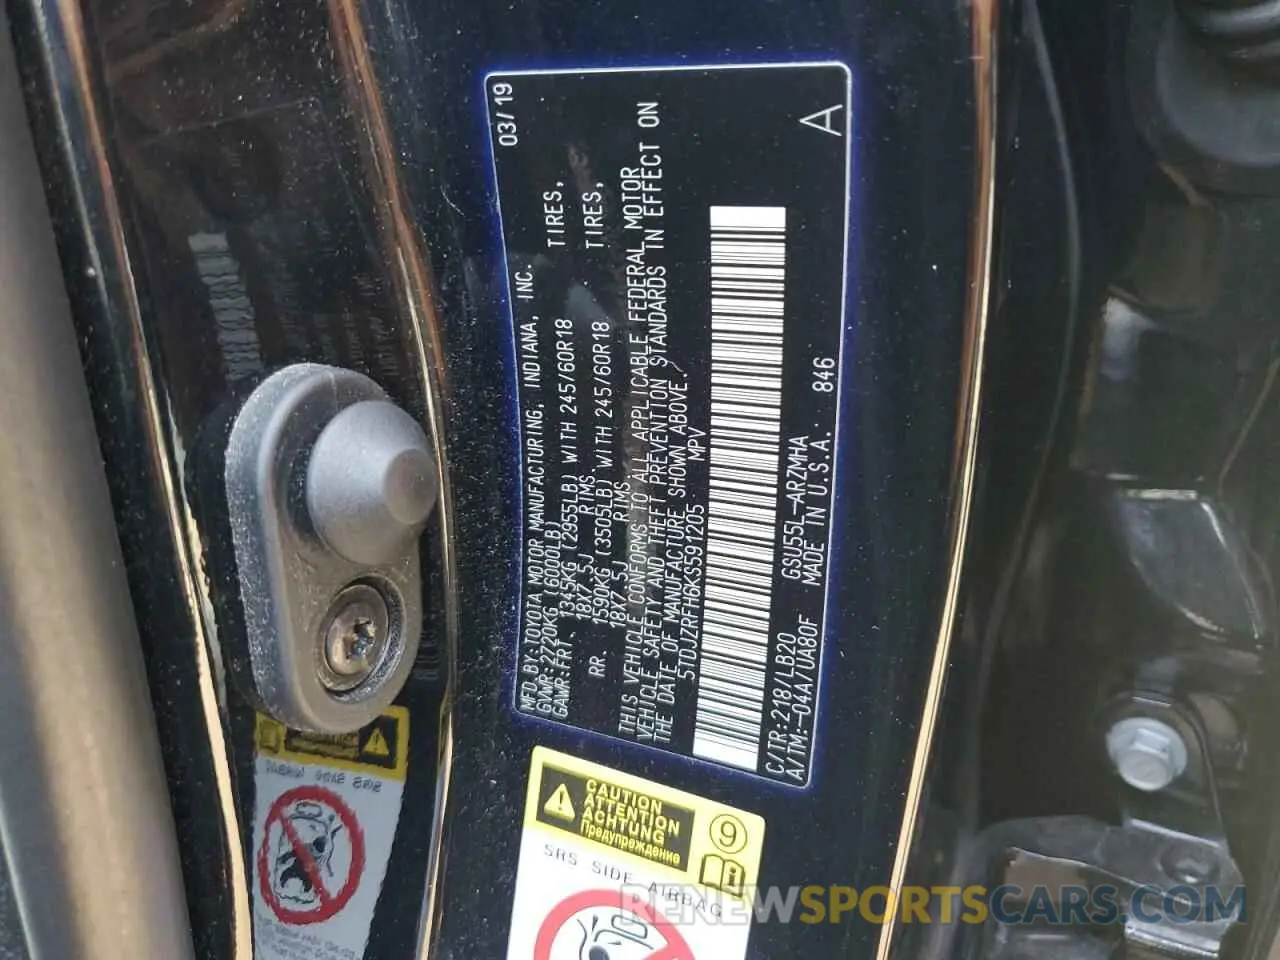 MFD.BY:TOYOTA MOTOR MANUFACTURING, INDIANA, INC. 03/19
GVWR:2720KG (6000LB)
GAWR:FRT. 1345KG (2955LB) WITH 245/60R18 TIRES,
18X7.5J RIMS
RR. 1590KG (3505LB) WITH 245/60R18 TIRES,
18X7.5J RIMS
THIS VEHICLE CONFORMS TO ALL APPLICABLE FEDERAL MOTOR
VEHICLE SAFETY AND THEFT PREVENTION STANDARDS IN EFFECT ON
THE DATE OF MANUFACTURE SHOWN ABOVE.
5TDJZRFH6KS591205 MPV
C/TR:218/LB20 GSU55L-ARZMHA
A/TM:-04A/UA80F MADE IN U.S.A. 846
A
CAUTION
ATTENTION
ACHTUNG
Предупреждение
9
i
SRS SIDE AIRBAG
SRS SIDE AIRBAG
RENEWSPORTSCARS.COM